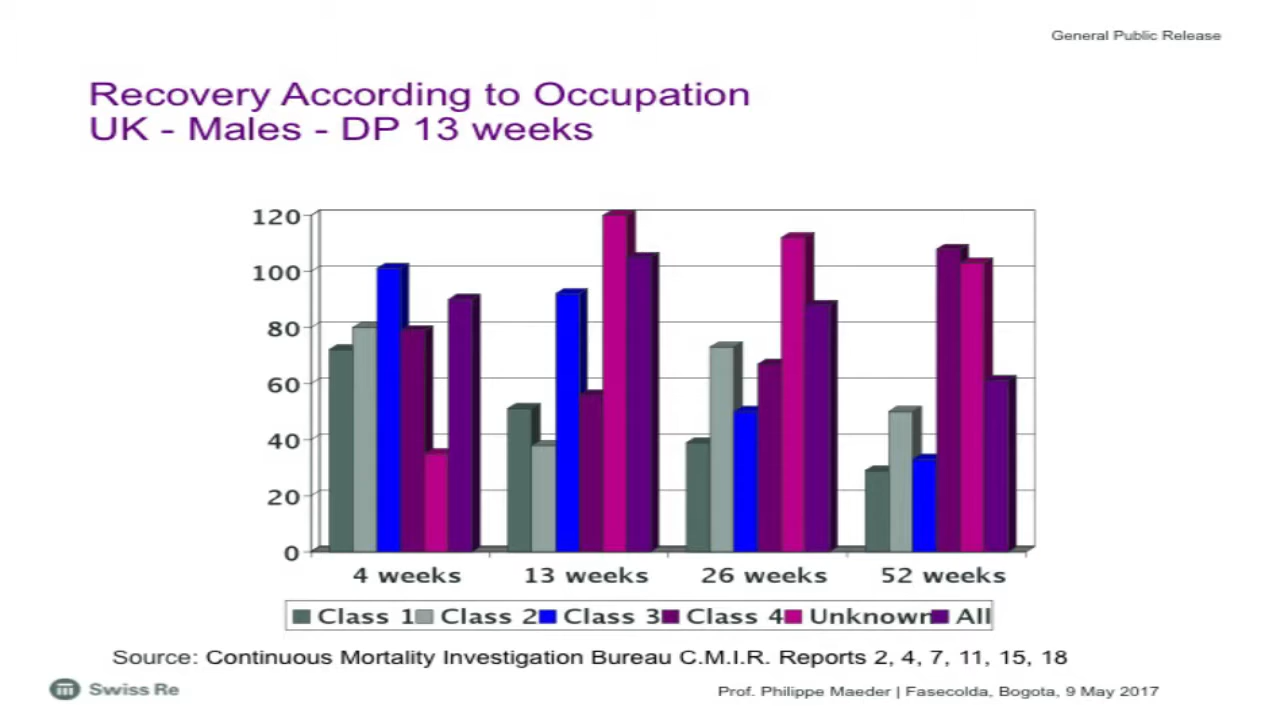 General Public Release
Recovery According to Occupation
UK - Males - DP 13 weeks
120
100
80
60
40
20
0
4 weeks 13 weeks 26 weeks 52 weeks
Class 1 Class 2 Class 3 Class 4 Unknown All
Source: Continuous Mortality Investigation Bureau C.M.I.R. Reports 2, 4, 7, 11, 15, 18
Swiss Re
Prof. Philippe Maeder | Fasecolda, Bogota, 9 May 2017